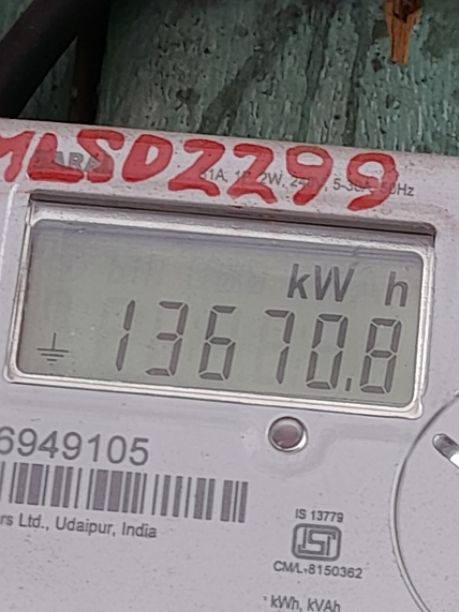 MLSD2299
kW h
13670.8
6949105
rs Ltd., Udaipur, India
IS 13779
CM/L-8150362
kWh, kVAh